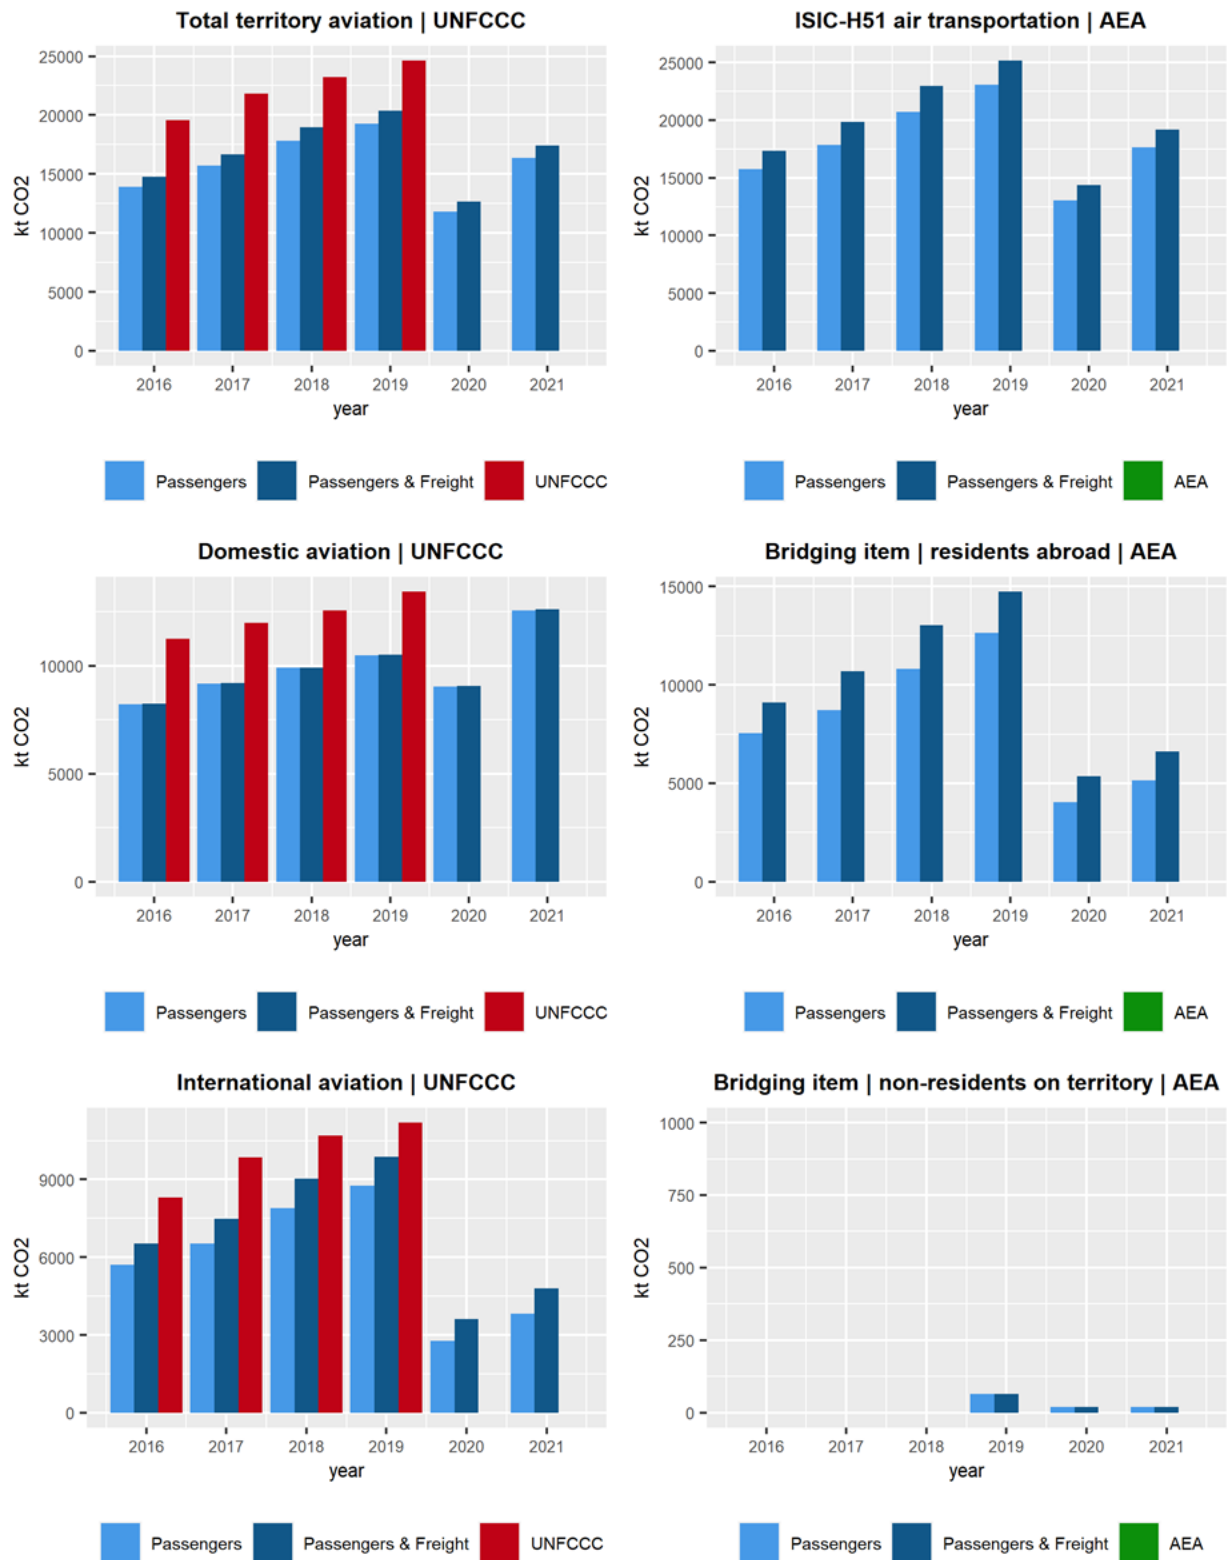 Total territory aviation | UNFCCC
25000
20000
15000
10000
5000
0
kt CO2
2016 2017 2018 2019 2020 2021
year
Passengers Passengers & Freight UNFCCC
ISIC-H51 air transportation | AEA
25000
20000
15000
10000
5000
0
kt CO2
2016 2017 2018 2019 2020 2021
year
Passengers Passengers & Freight AEA
Domestic aviation | UNFCCC
10000
5000
0
kt CO2
2016 2017 2018 2019 2020 2021
year
Passengers Passengers & Freight UNFCCC
Bridging item | residents abroad | AEA
15000
10000
5000
0
kt CO2
2016 2017 2018 2019 2020 2021
year
Passengers Passengers & Freight AEA
International aviation | UNFCCC
9000
6000
3000
0
kt CO2
2016 2017 2018 2019 2020 2021
year
Passengers Passengers & Freight UNFCCC
Bridging item | non-residents on territory | AEA
1000
750
500
250
0
kt CO2
2016 2017 2018 2019 2020 2021
year
Passengers Passengers & Freight AEA